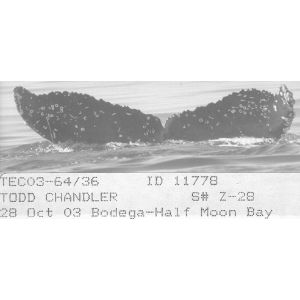 TEC03-64/36 ID 11778
TODD CHANDLER S# Z-28
28 Oct 03 Bodega-Half Moon Bay